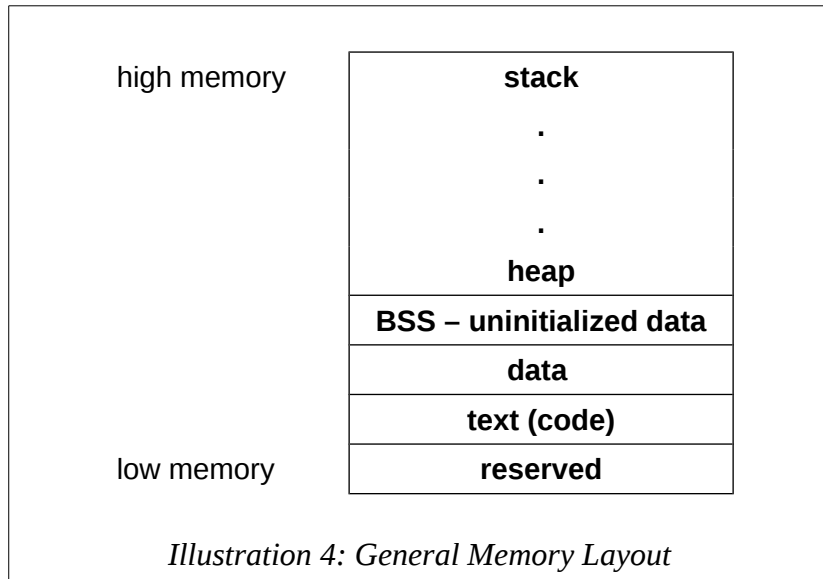 high memory stack
.
.
.
heap
BSS – uninitialized data
data
text (code)
low memory reserved
Illustration 4: General Memory Layout